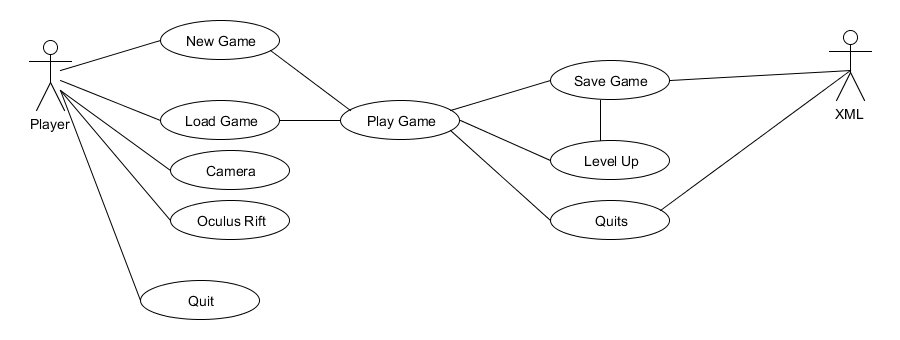 Player
New Game
Load Game
Camera
Oculus Rift
Quit
Play Game
Save Game
Level Up
Quits
XML